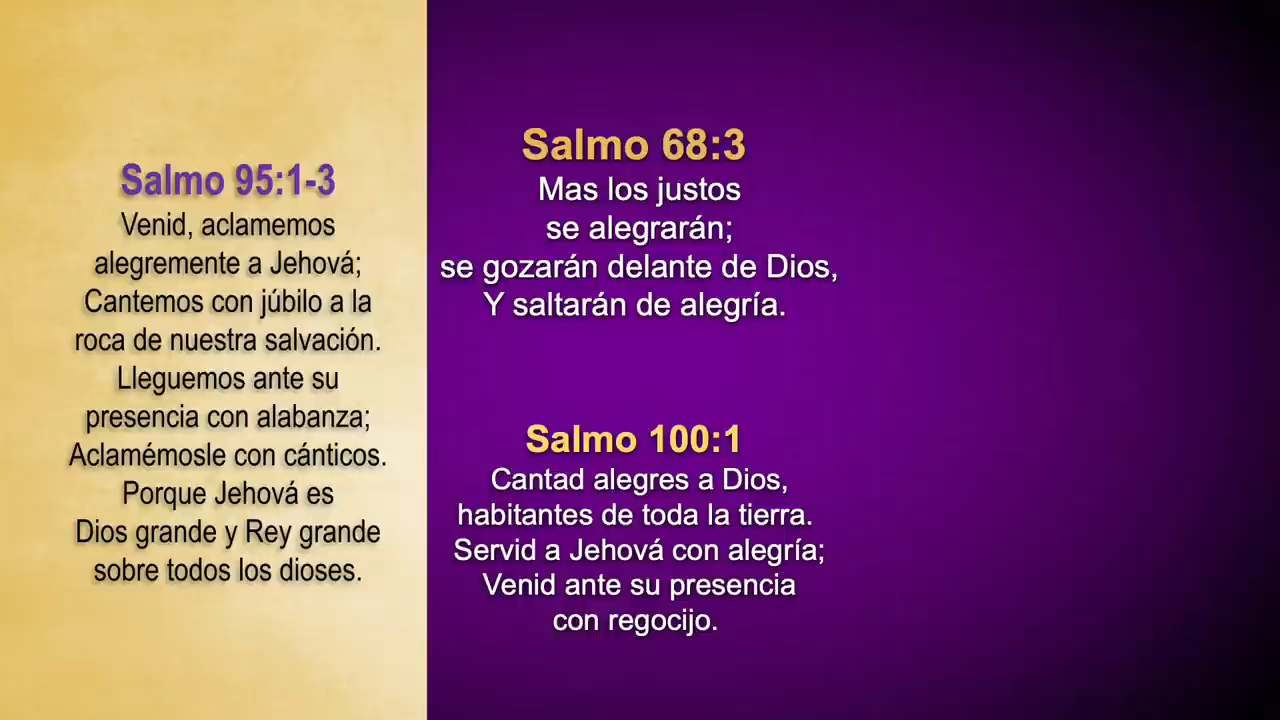 Salmo 95:1-3
Venid, aclamemos
alegremente a Jehová;
Cantemos con júbilo a la
roca de nuestra salvación.
Lleguemos ante su
presencia con alabanza;
Aclamémosle con cánticos.
Porque Jehová es
Dios grande y Rey grande
sobre todos los dioses.
Salmo 68:3
Mas los justos
se alegrarán;
se gozarán delante de Dios,
Y saltarán de alegría.
Salmo 100:1
Cantad alegres a Dios,
habitantes de toda la tierra.
Servid a Jehová con alegría;
Venid ante su presencia
con regocijo.